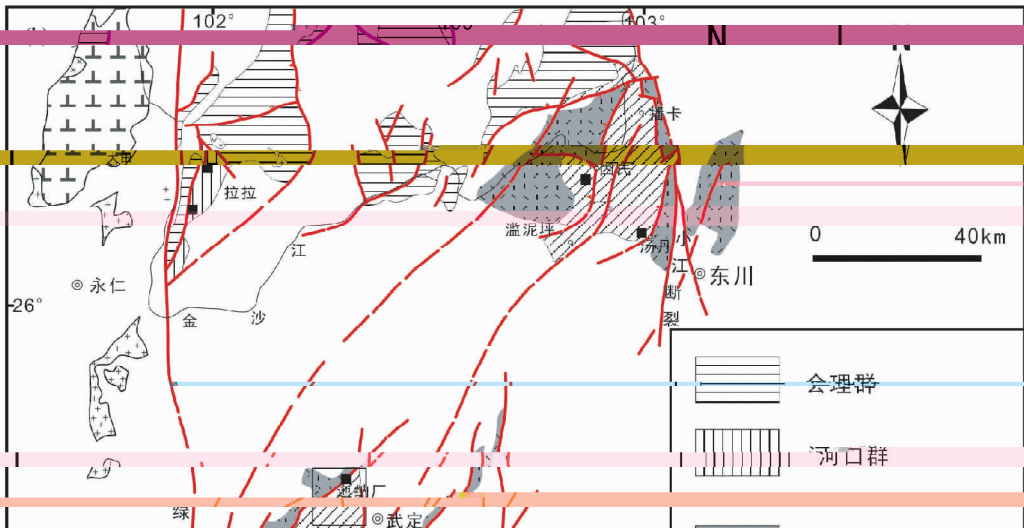 102°
103°
N
播卡
因民
拉拉
滥泥坪
汤丹
小
江
断
裂
江
东川
0 40km
永仁
26°
金
沙
会理群
河口群
迤纳厂
武定
绿